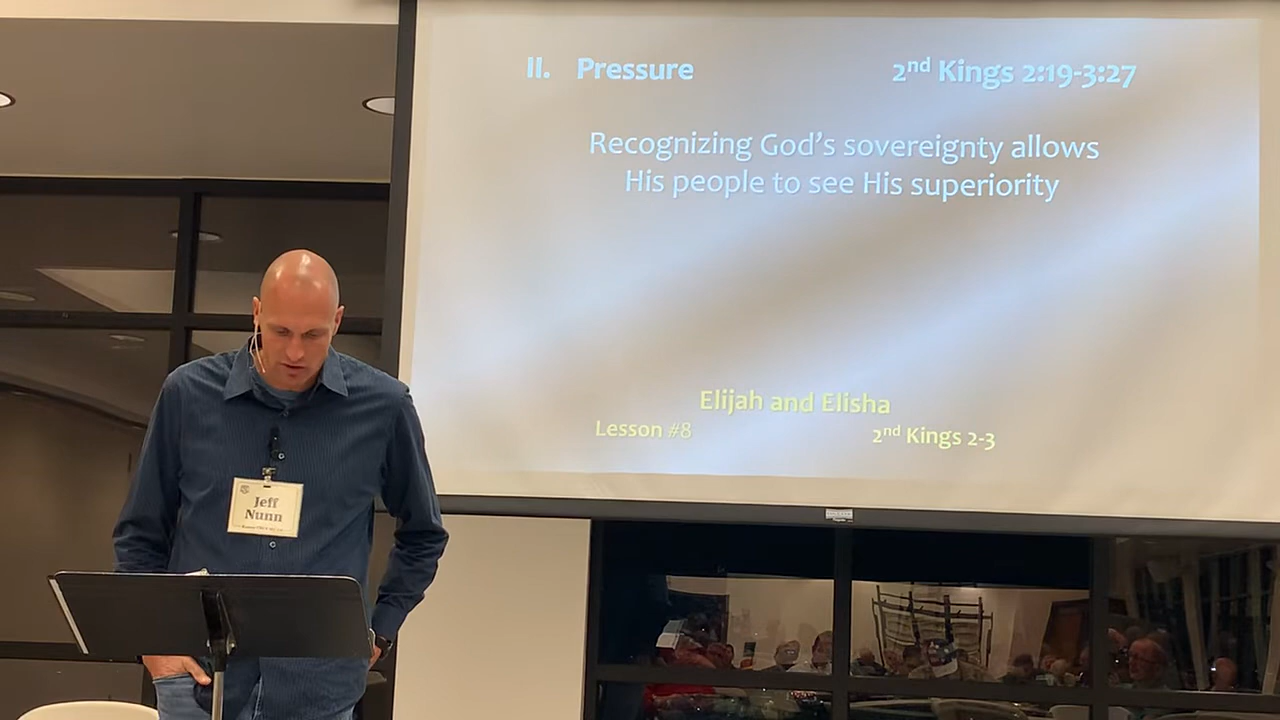 II. Pressure 2nd Kings 2:19-3:27
Recognizing God's sovereignty allows
His people to see His superiority
Elijah and Elisha
Lesson #8 2nd Kings 2-3
Jeff
Nunn